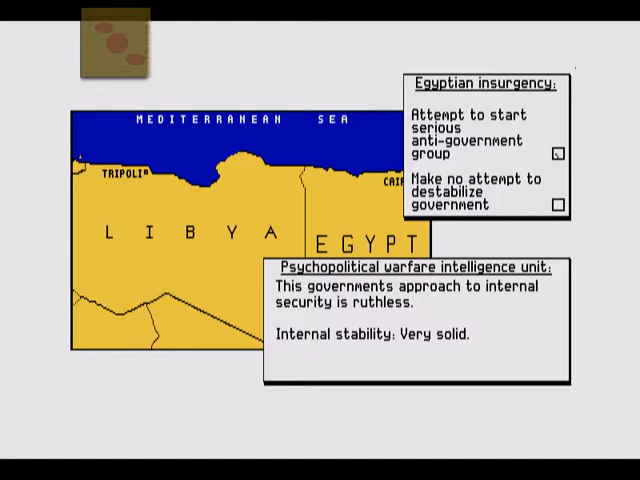 Egyptian insurgency:
MEDITERRANEAN SEA
Attempt to start
serious
anti-government
group
TRIPOLI
Make no attempt to
destabilize
government
LIBYA
EGYPT
Psychopolitical warfare intelligence unit:
This governments approach to internal
security is ruthless.
Internal stability: Very solid.